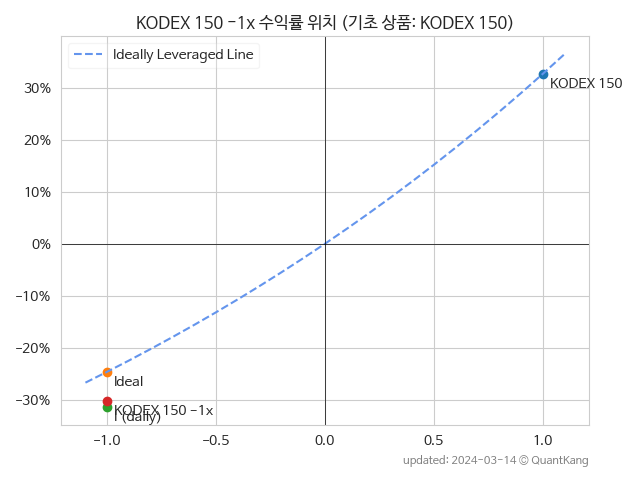 KODEX 150 -1x 수익률 위치 (기초 상품: KODEX 150)
Ideally Leveraged Line
30%
20%
10%
0%
-10%
-20%
-30%
KODEX 150
Ideal
KODEX 150 -1x
(daily)
-1.0 -0.5 0.0 0.5 1.0
updated: 2024-03-14 © QuantKang